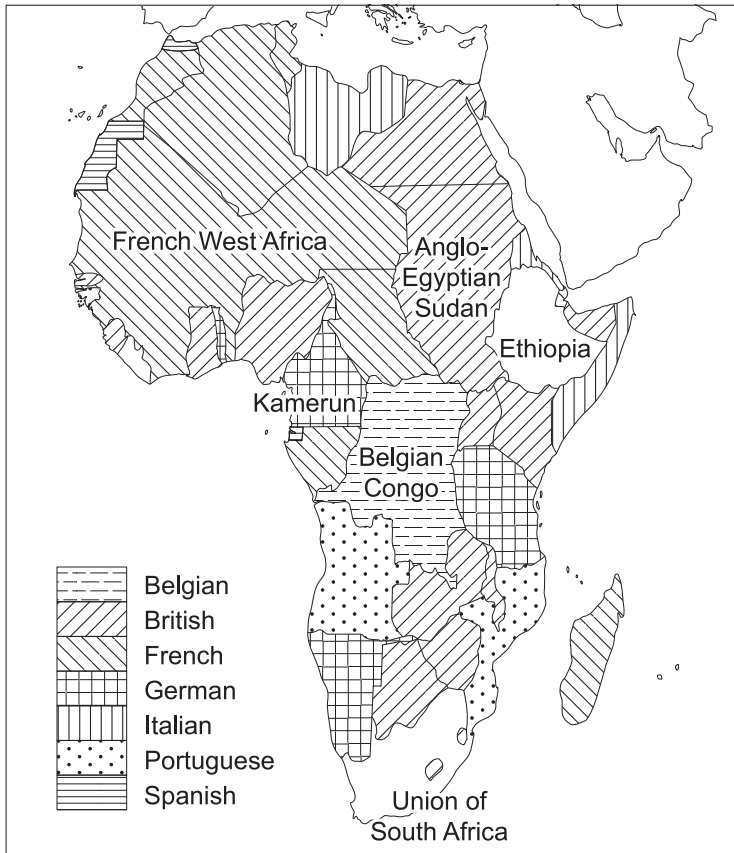 French West Africa
Anglo-
Egyptian
Sudan
Ethiopia
Kamerun
Belgian
Congo
Union of
South Africa
Belgian
British
French
German
Italian
Portuguese
Spanish